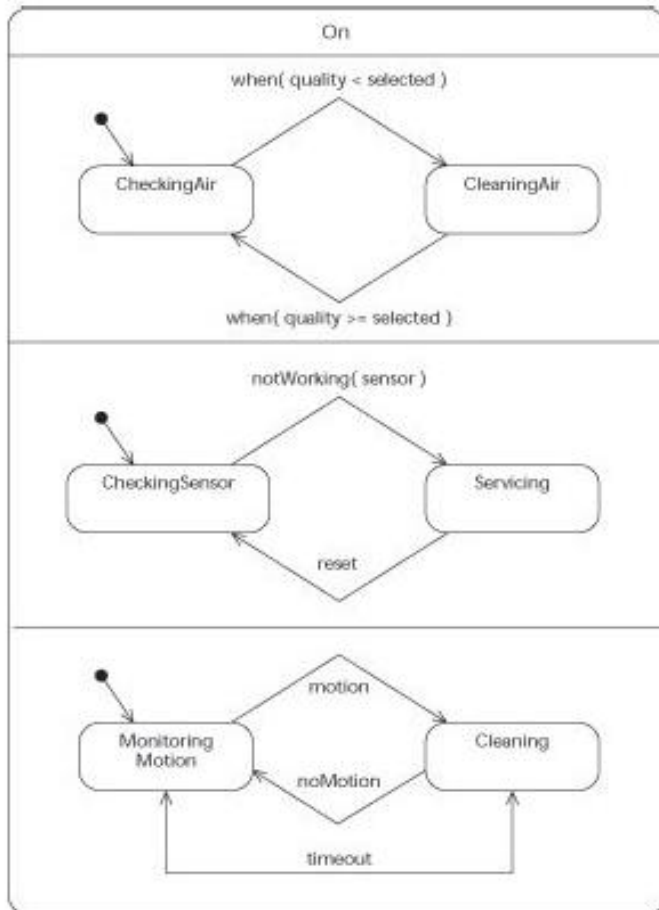 On
when( quality < selected )
CheckingAir
CleaningAir
when( quality >= selected )
notWorking( sensor )
CheckingSensor
Servicing
reset
motion
Monitoring
Motion
Cleaning
noMotion
timeout